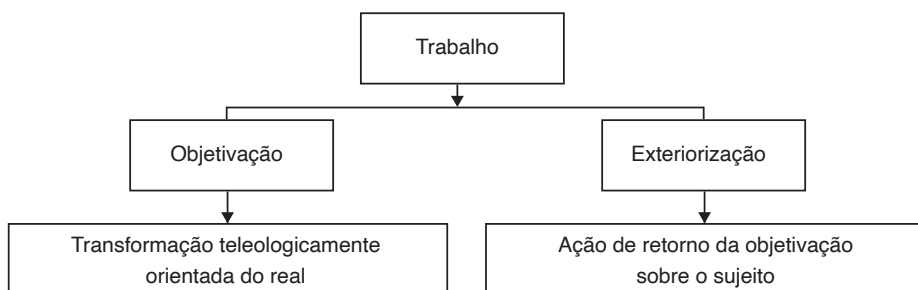 Trabalho
Objetivação
Exteriorização
Transformação teleologicamente
orientada do real
Ação de retorno da objetivação
sobre o sujeito